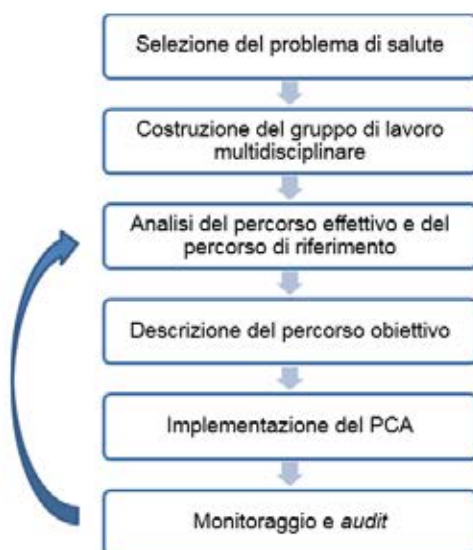 Selezione del problema di salute
Costruzione del gruppo di lavoro
multidisciplinare
Analisi del percorso effettivo e del
percorso di riferimento
Descrizione del percorso obiettivo
Implementazione del PCA
Monitoraggio e audit